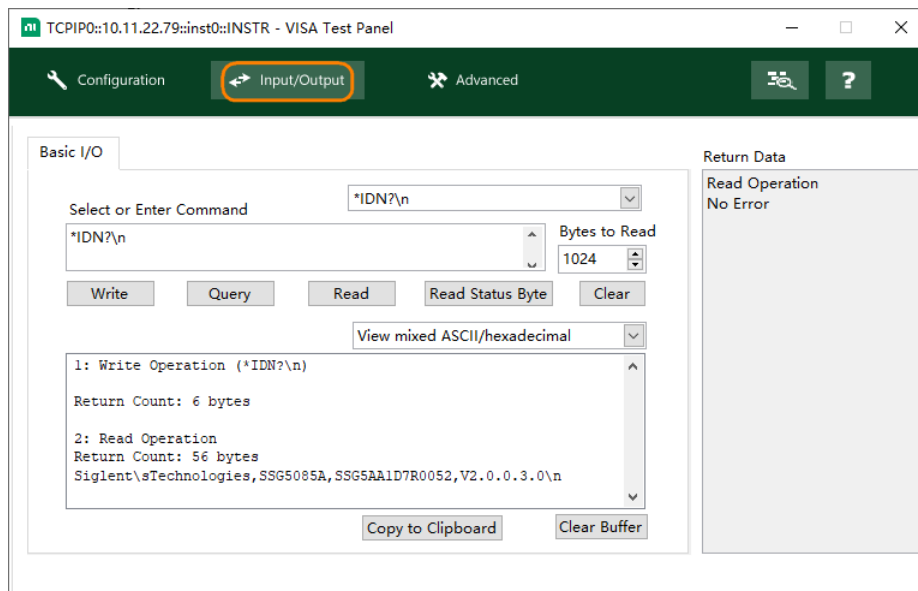 TCPIP0::10.11.22.79::inst0::INSTR - VISA Test Panel
Configuration
Input/Output
Advanced
?
Basic I/O
Return Data
Read Operation
No Error
*IDN?\n
Select or Enter Command
*IDN?\n
Bytes to Read
1024
Write
Query
Read
Read Status Byte
Clear
View mixed ASCII/hexadecimal
1: Write Operation (*IDN?\n)
Return Count: 6 bytes
2: Read Operation
Return Count: 56 bytes
Siglent\sTechnologies,SSG5085A,SSG5AA1D7R0052,V2.0.0.3.0\n
Copy to Clipboard
Clear Buffer